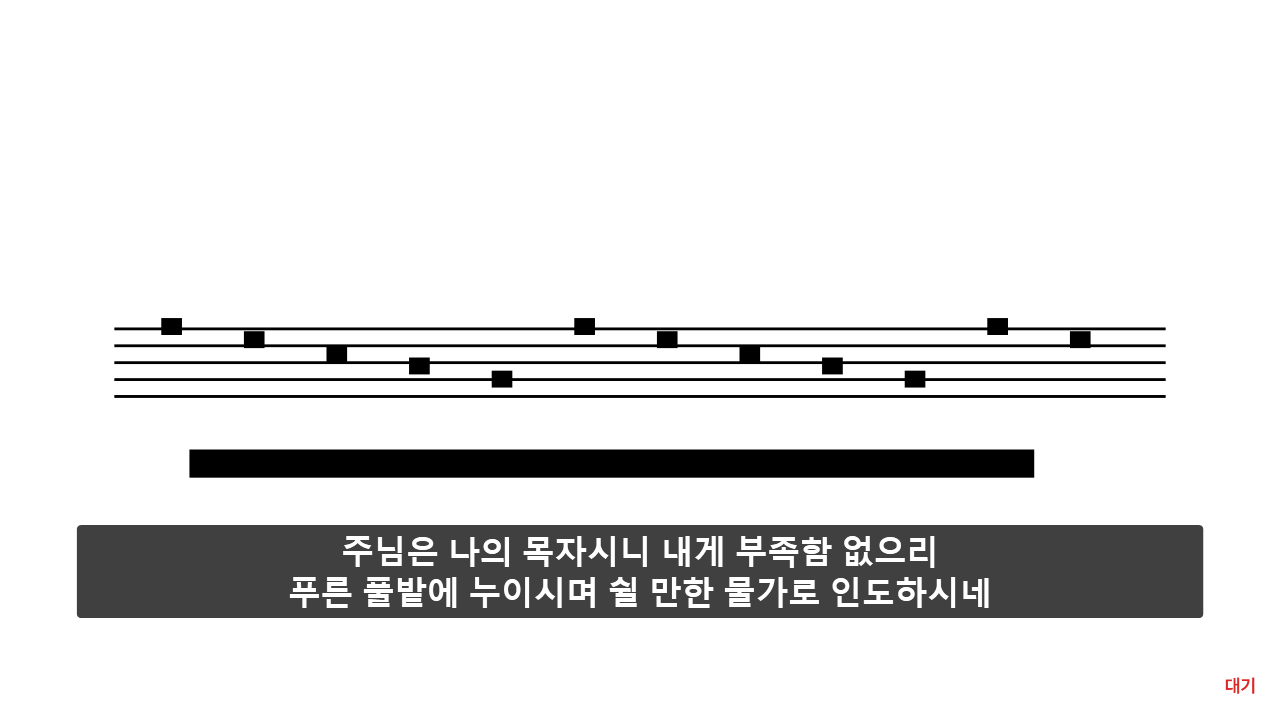 주님은 나의 목자시니 내게 부족함 없으리
푸른 풀밭에 누이시며 쉴 만한 물가로 인도하시네
대기